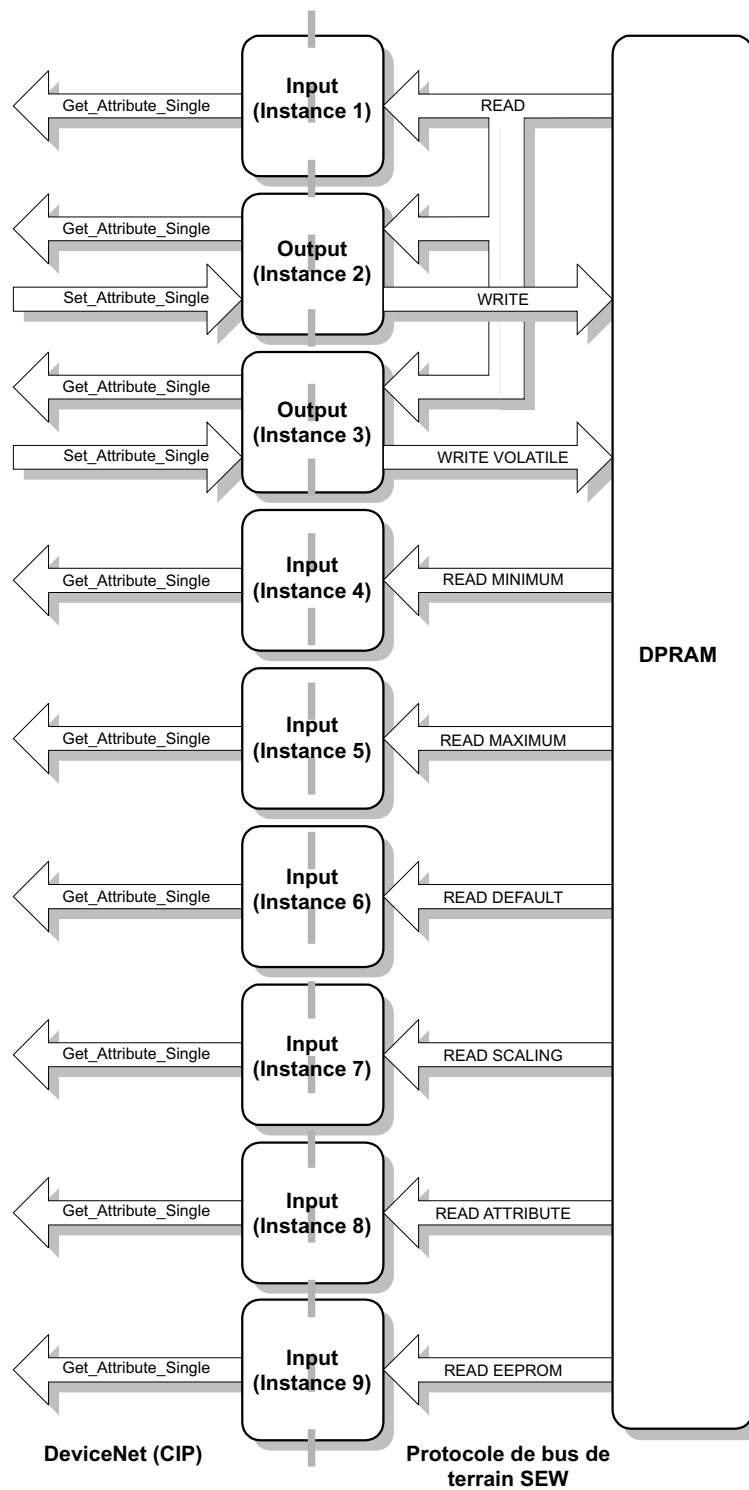 Input
(Instance 1)
Get_Attribute_Single
READ
Get_Attribute_Single
Output
(Instance 2)
Set_Attribute_Single
WRITE
Get_Attribute_Single
Output
(Instance 3)
Set_Attribute_Single
WRITE VOLATILE
Input
(Instance 4)
Get_Attribute_Single
READ MINIMUM
DPRAM
Input
(Instance 5)
Get_Attribute_Single
READ MAXIMUM
Input
(Instance 6)
Get_Attribute_Single
READ DEFAULT
Input
(Instance 7)
Get_Attribute_Single
READ SCALING
Input
(Instance 8)
Get_Attribute_Single
READ ATTRIBUTE
Input
(Instance 9)
Get_Attribute_Single
READ EEPROM
DeviceNet (CIP)
Protocole de bus de
terrain SEW